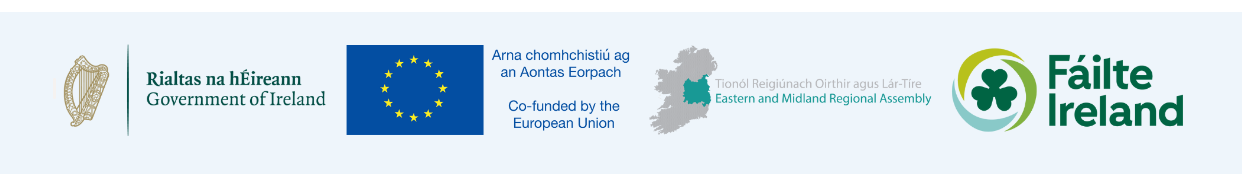 Rialtas na hÉireann
Government of Ireland
Arna chomhchistiú ag
an Aontas Eorpach
Co-funded by the
European Union
Tionól Reigiúnach Oirthir agus Lár-Tíre
Eastern and Midland Regional Assembly
Fáilte
Ireland